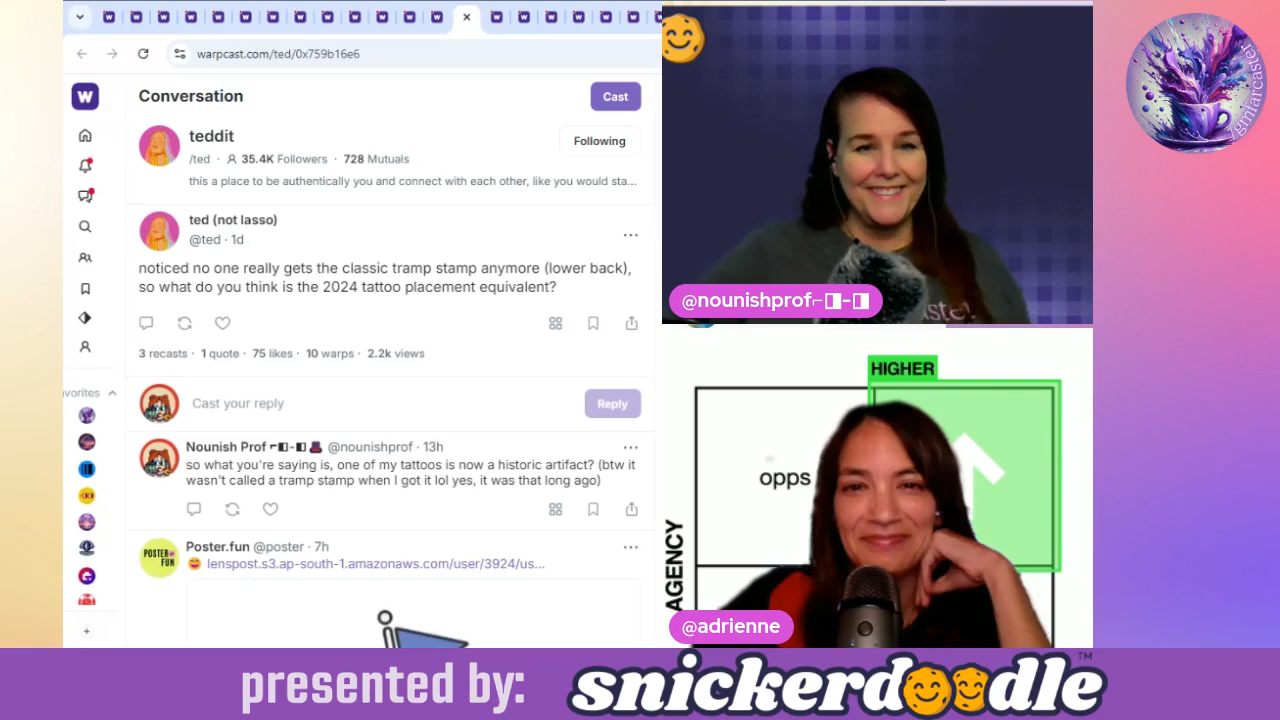 warpcast.com/ted/0x759b16e6
W
Conversation
Cast
teddit
/ted · 35.4K Followers · 728 Mutuals
Following
this a place to be authentically you and connect with each other, like you would sta...
ted (not lasso)
@ted · 1d
noticed no one really gets the classic tramp stamp anymore (lower back),
so what do you think is the 2024 tattoo placement equivalent?
3 recasts · 1 quote · 75 likes · 10 warps · 2.2k views
Cast your reply
Reply
Nounish Prof ⌐◧-◧🎩 @nounishprof · 13h
so what you're saying is, one of my tattoos is now a historic artifact? (btw it
wasn't called a tramp stamp when I got it lol yes, it was that long ago)
POSTER FUN
Poster.fun @poster · 7h
🤩 lenspost.s3.ap-south-1.amazonaws.com/user/3924/us...
vorites
@nounishprof⌐◨-◨
HIGHER
opps
AGENCY
@adrienne
/gmfarcaster
presented by:
snickerdoodle™